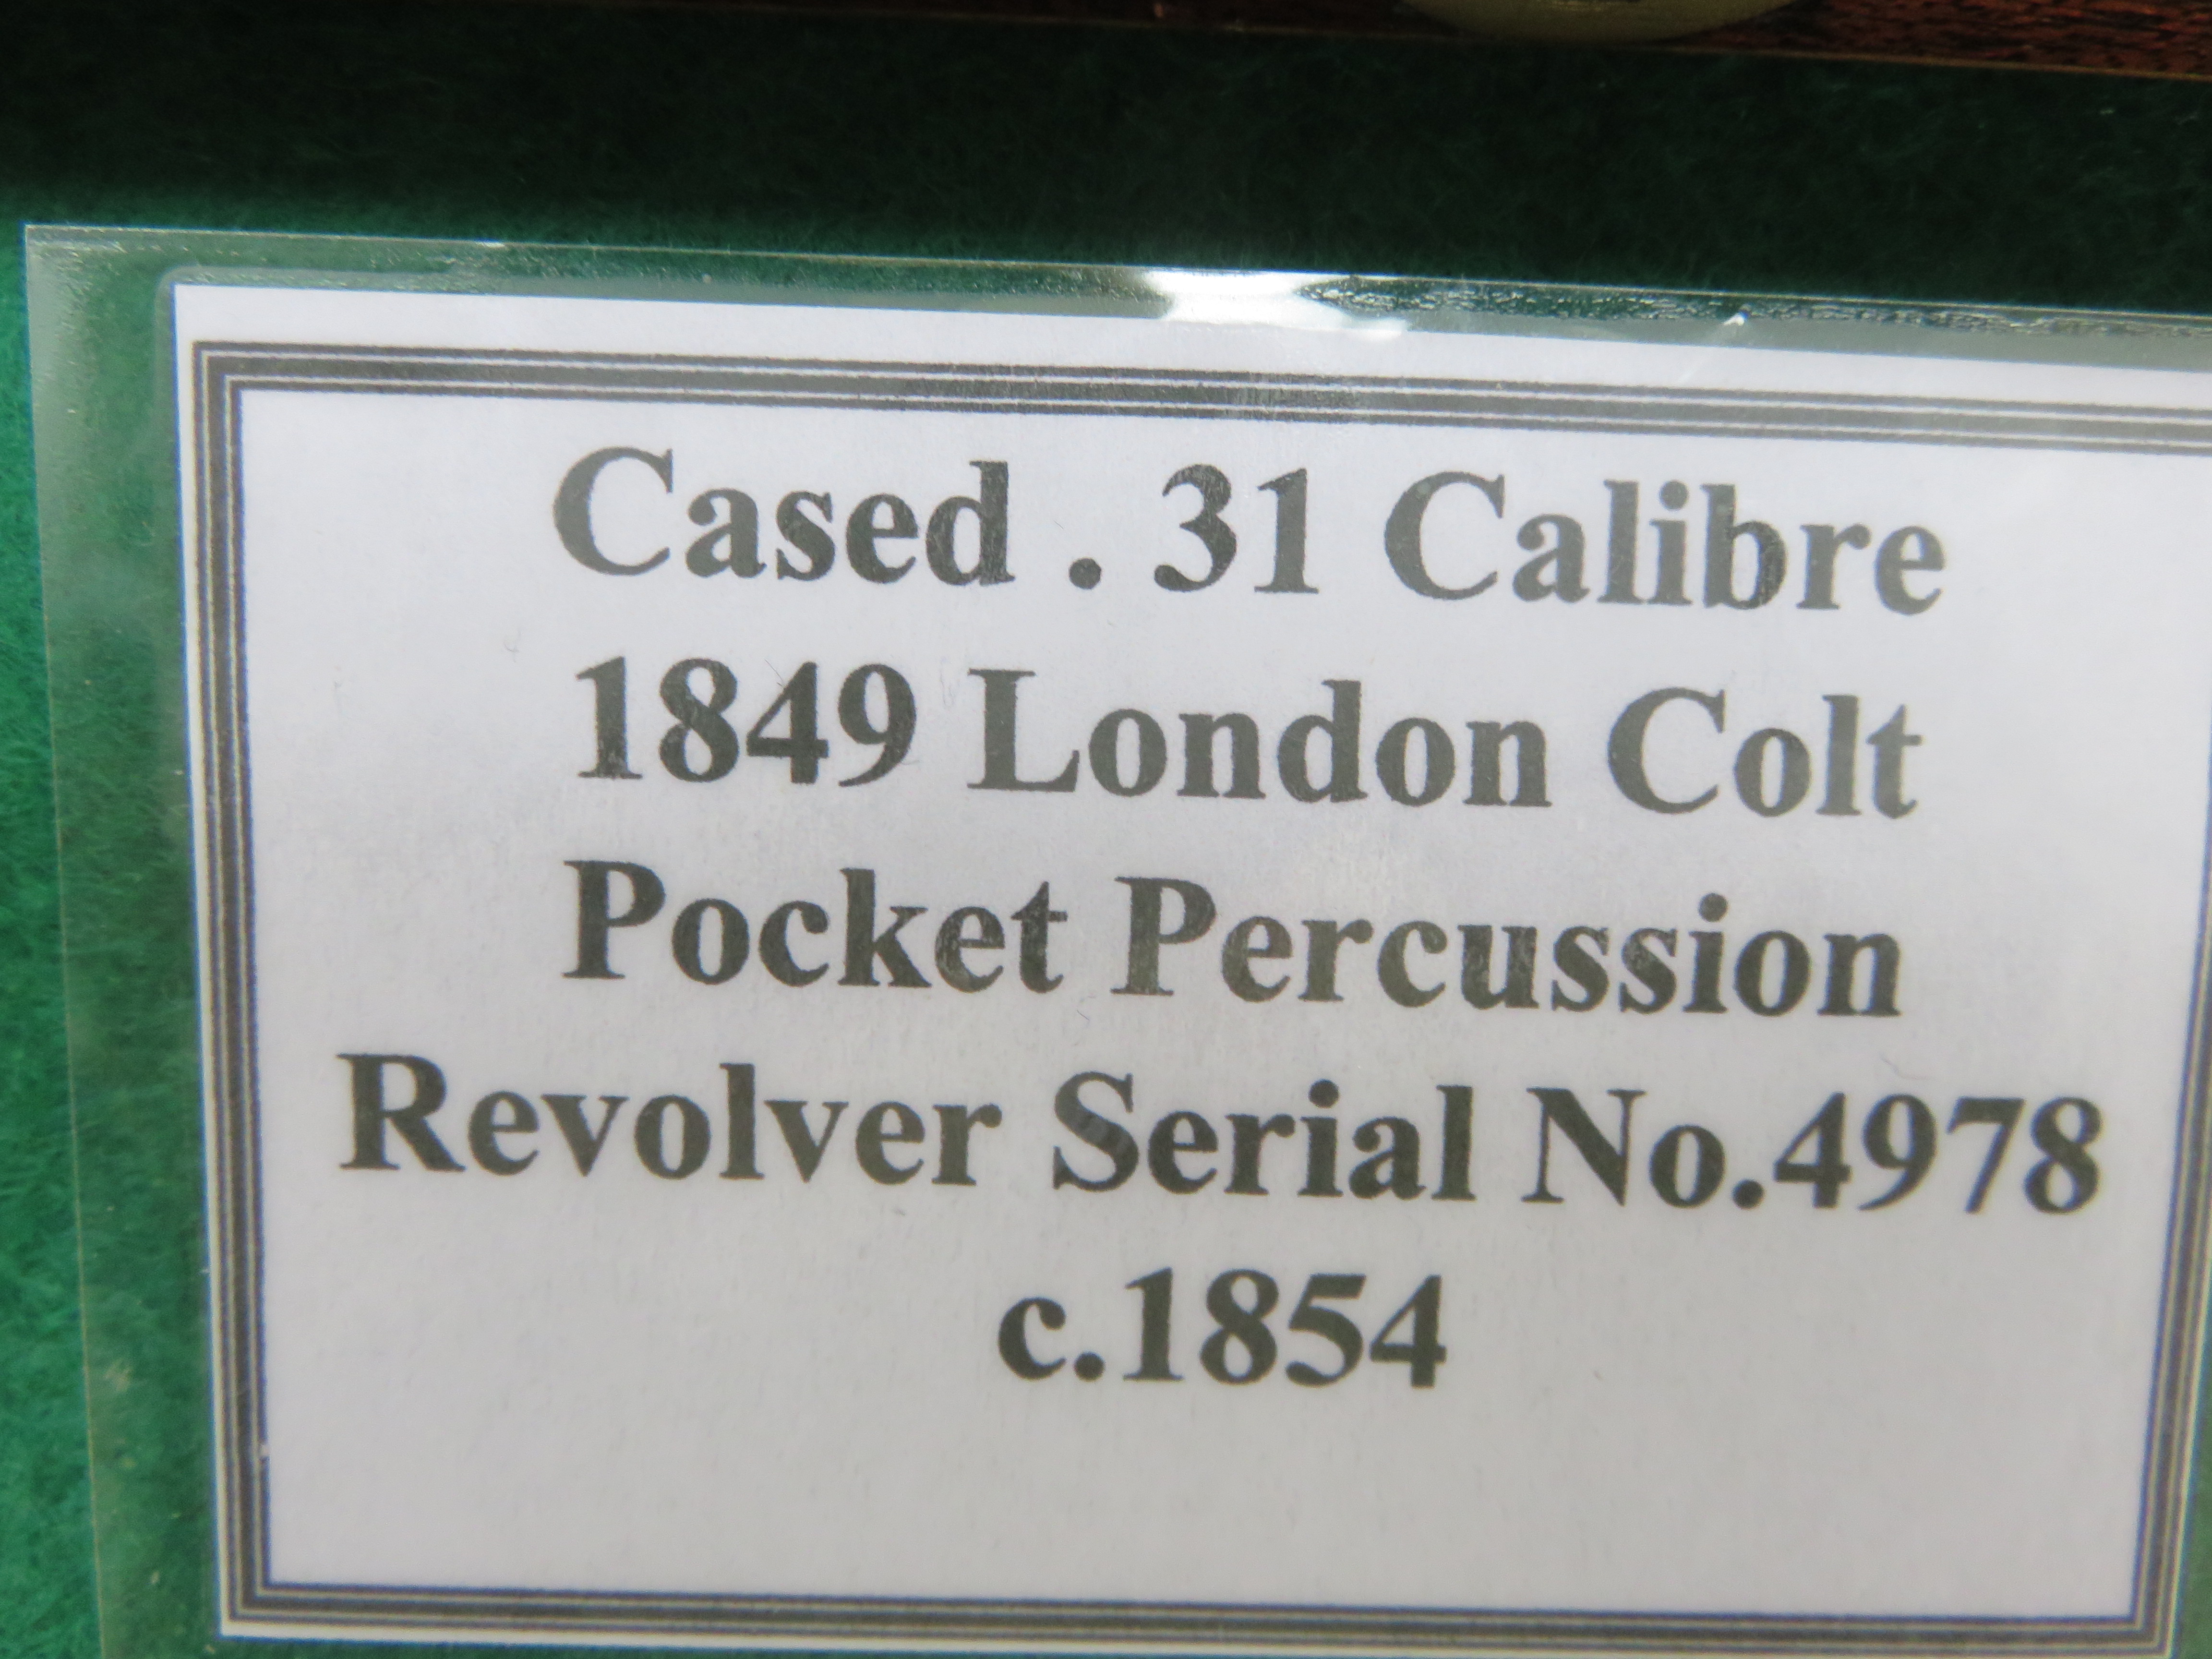 Cased . 31 Calibre
1849 London Colt
Pocket Percussion
Revolver Serial No.4978
c.1854